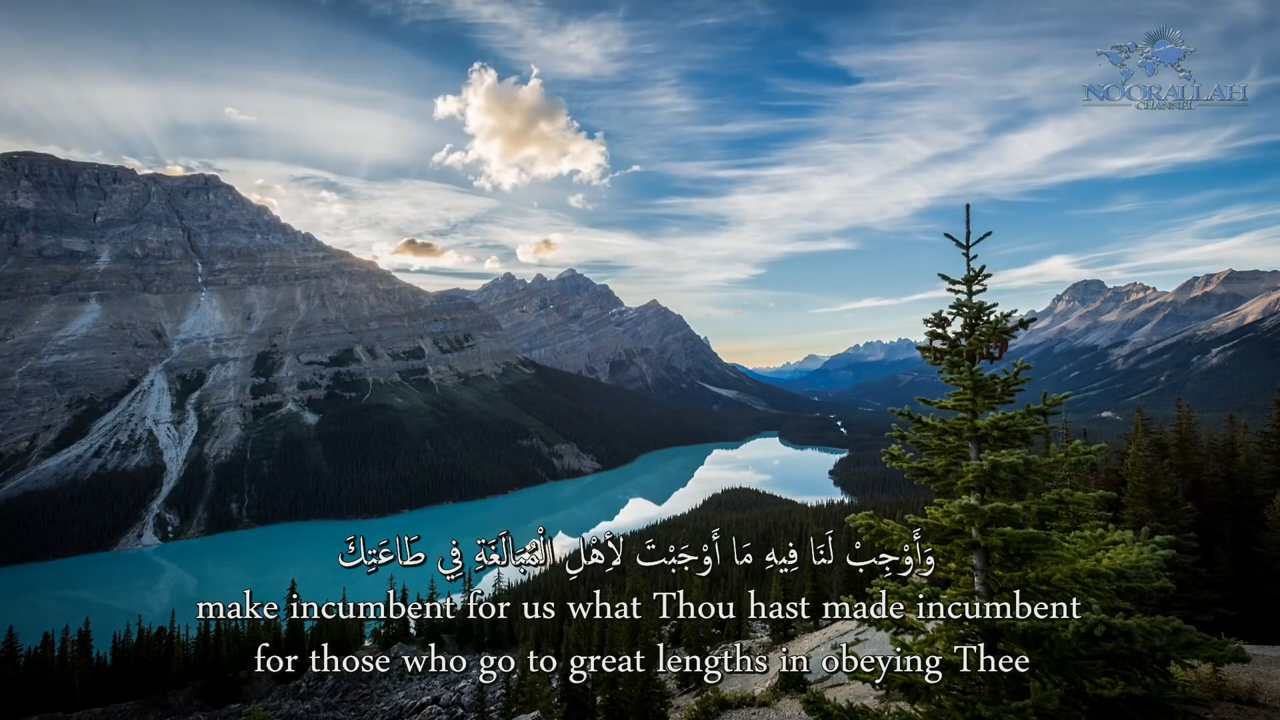 NOORALLAH
CHANNEL
وَأَوْجِبْ لَنَا فِيهِ مَا أَوْجَبْتَ لأِهْلِ الْمُبَالَغَةِ فِي طَاعَتِكَ
make incumbent for us what Thou hast made incumbent
for those who go to great lengths in obeying Thee